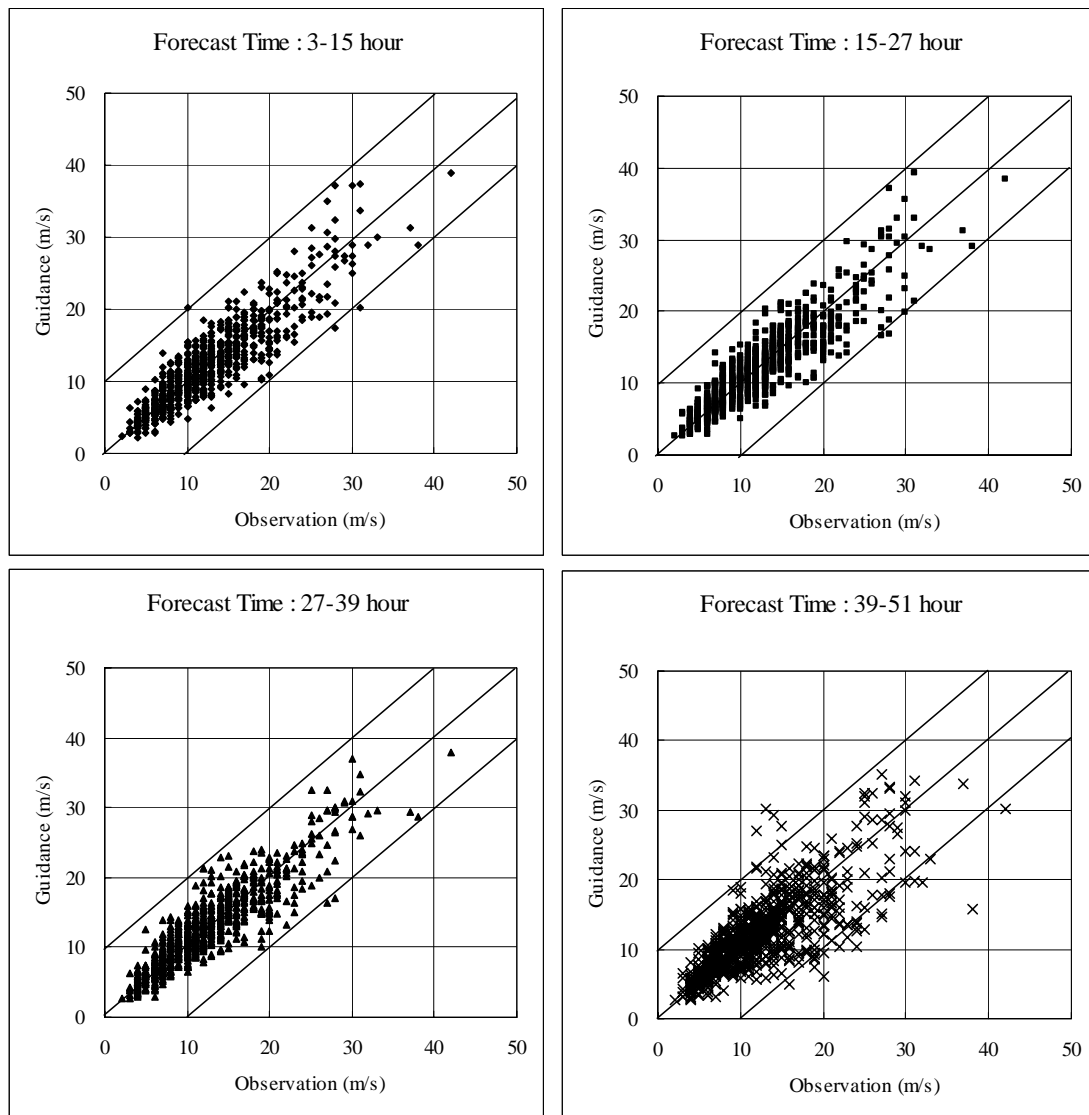 Forecast Time : 3-15 hour
50
40
30
20
10
0
Guidance (m/s)
0 10 20 30 40 50
Observation (m/s)
Forecast Time : 15-27 hour
50
40
30
20
10
0
Guidance (m/s)
0 10 20 30 40 50
Observation (m/s)
Forecast Time : 27-39 hour
50
40
30
20
10
0
Guidance (m/s)
0 10 20 30 40 50
Observation (m/s)
Forecast Time : 39-51 hour
50
40
30
20
10
0
Guidance (m/s)
0 10 20 30 40 50
Observation (m/s)